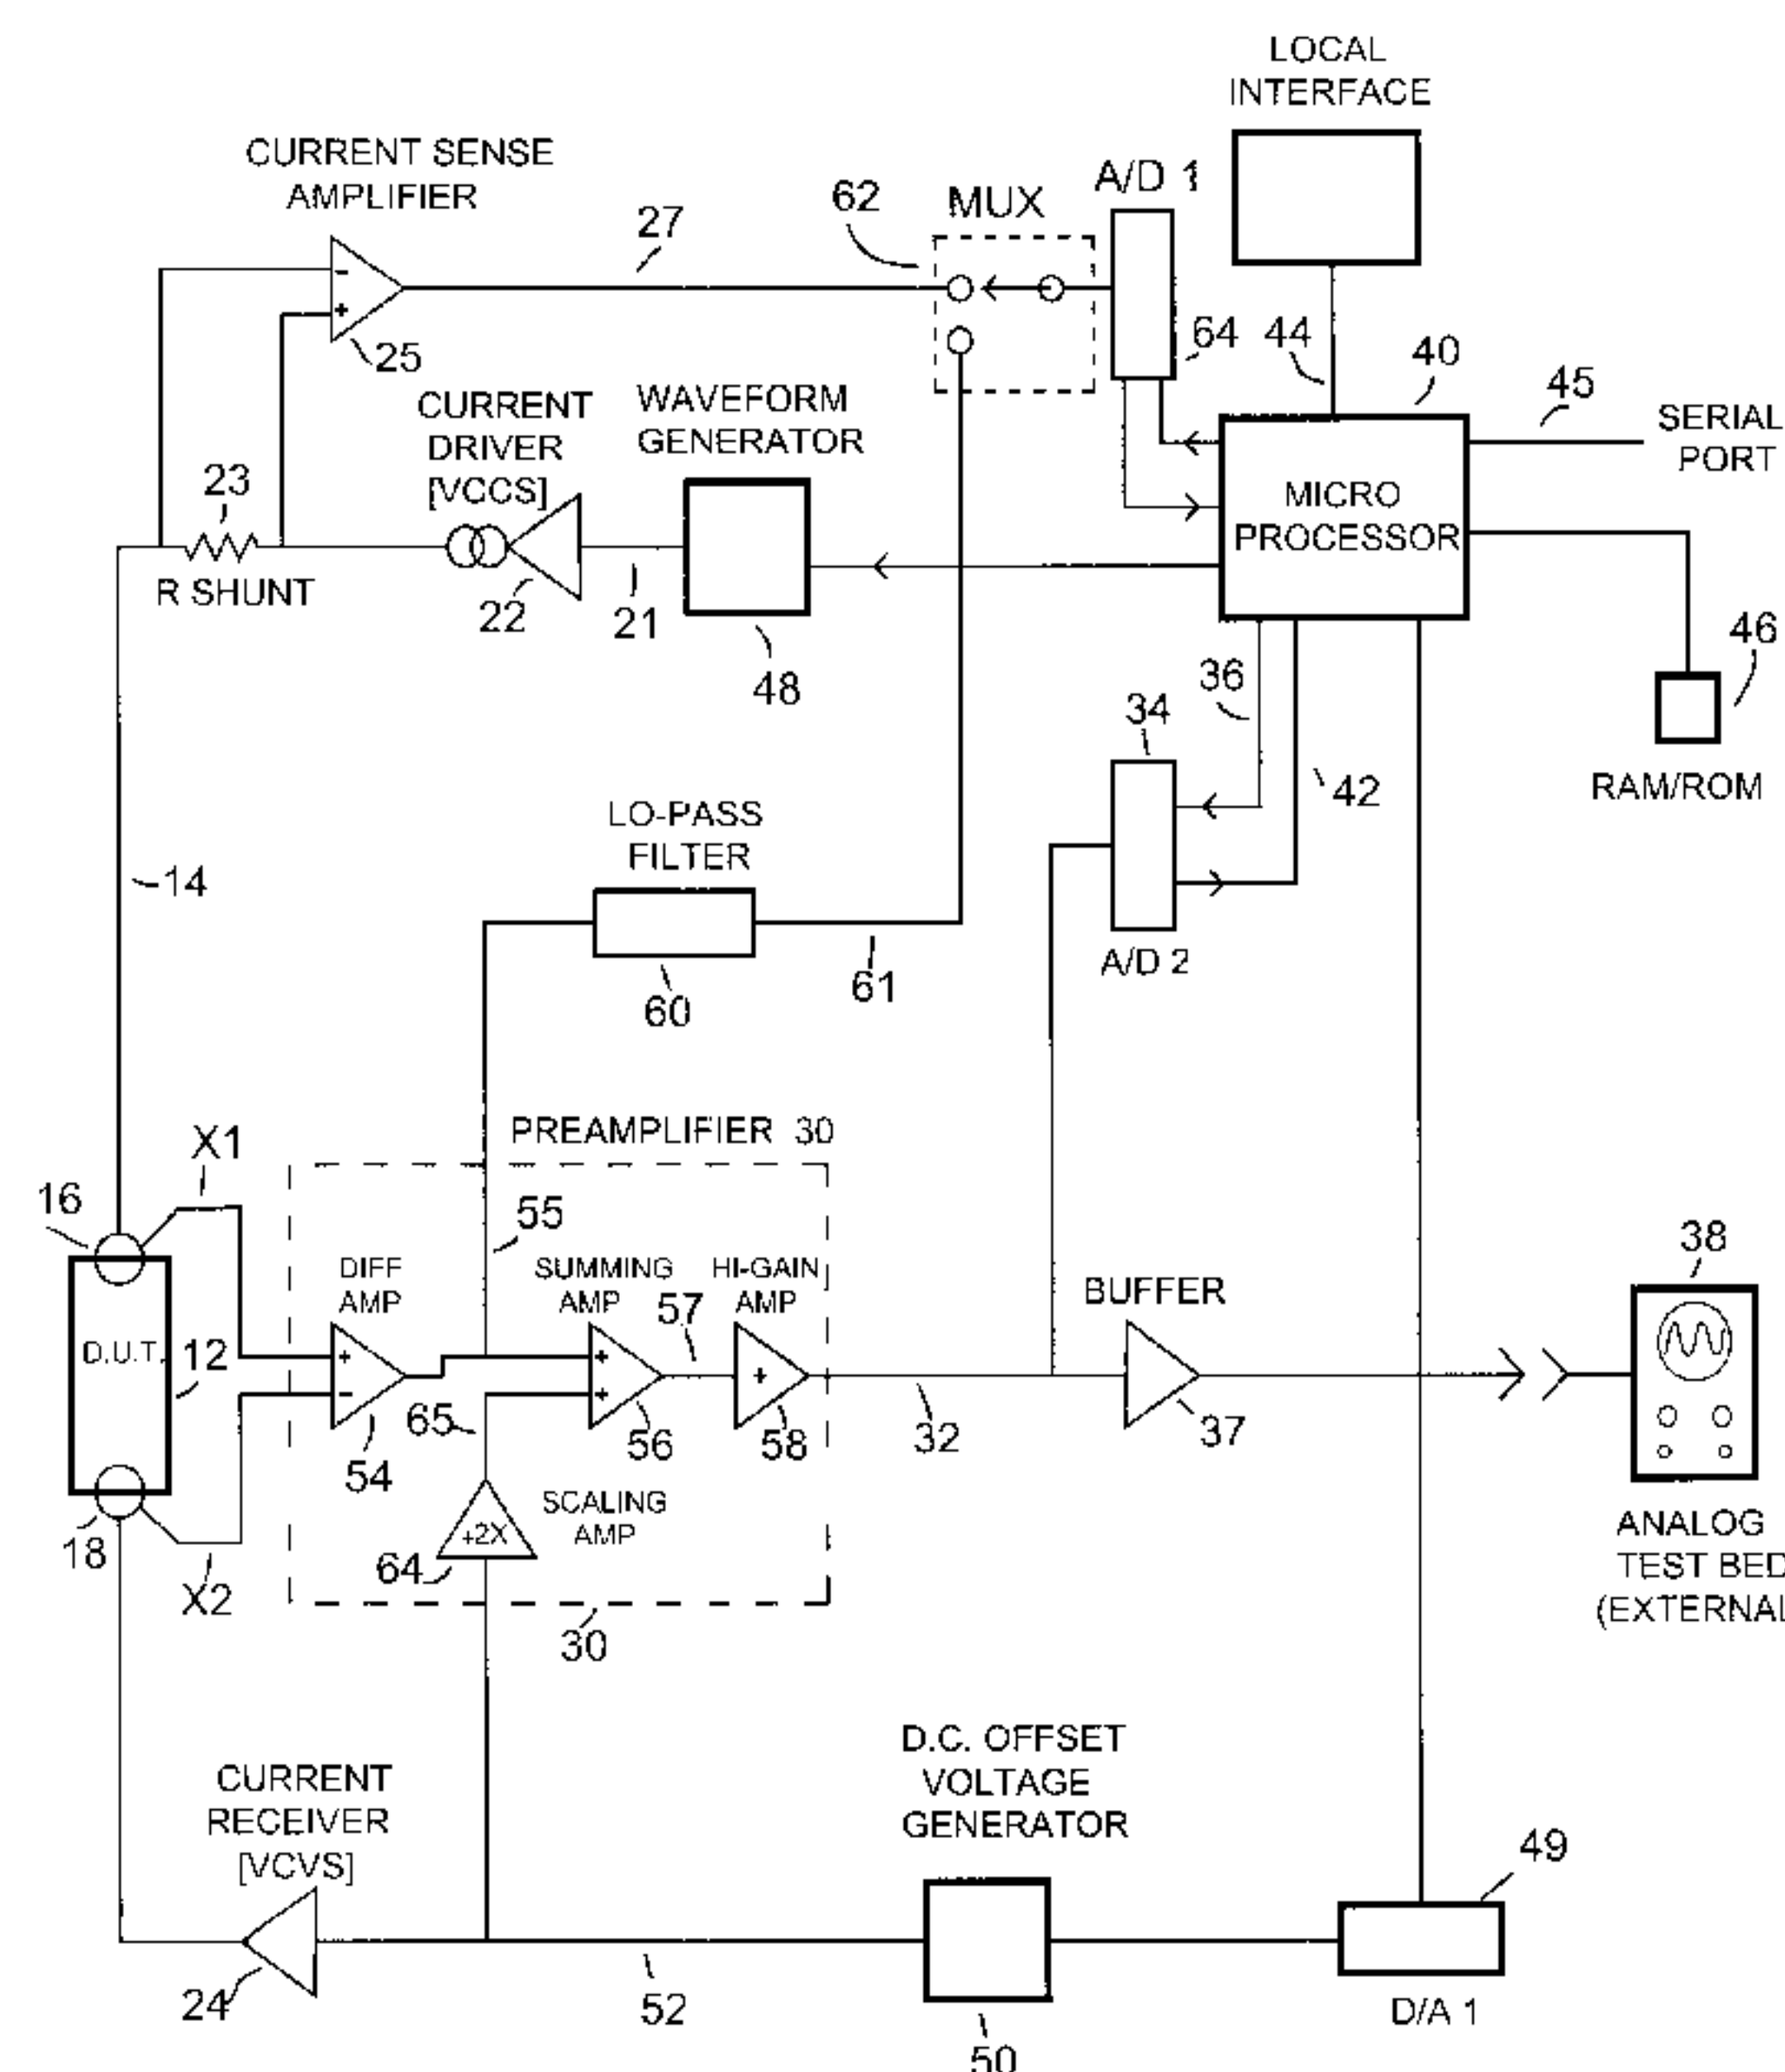 LOCAL
INTERFACE
CURRENT SENSE
AMPLIFIER
27
62
MUX
A/D 1
-
+
25
64
44
40
45
SERIAL
PORT
CURRENT
DRIVER
[VCCS]
WAVEFORM
GENERATOR
23
MICRO
PROCESSOR
R SHUNT
22
21
48
36
34
46
42
RAM/ROM
LO-PASS
FILTER
14
A/D 2
61
60
PREAMPLIFIER 30
X1
16
55
38
DIFF
AMP
SUMMING
AMP
57
HI-GAIN
AMP
BUFFER
D.U.T.
12
+
-
+
+
+
65
56
58
32
37
54
SCALING
AMP
+2X
64
18
X2
30
ANALOG
TEST BED
(EXTERNAL
D.C. OFFSET
VOLTAGE
GENERATOR
CURRENT
RECEIVER
[VCVS]
49
24
52
D/A 1
50